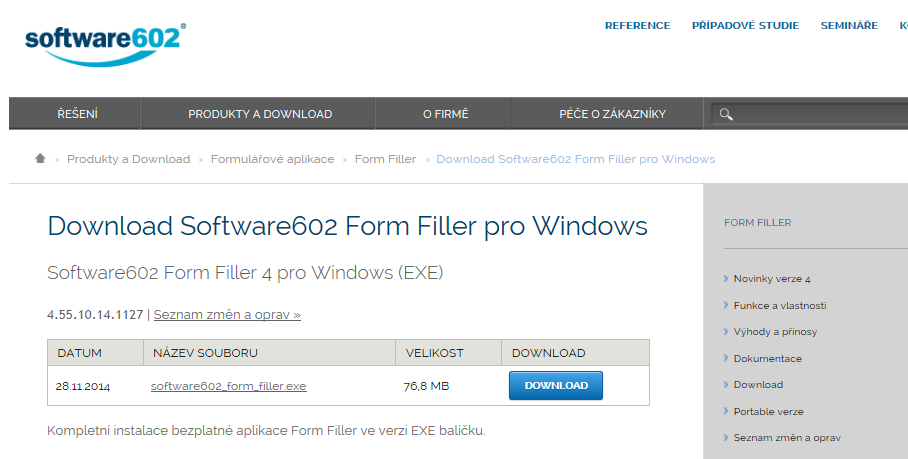 software602®
REFERENCE PŘÍPADOVÉ STUDIE SEMINÁŘE
ŘEŠENÍ PRODUKTY A DOWNLOAD O FIRMĚ PÉČE O ZÁKAZNÍKY
› Produkty a Download › Formulářové aplikace › Form Filler › Download Software602 Form Filler pro Windows
Download Software602 Form Filler pro Windows
Software602 Form Filler 4 pro Windows (EXE)
4.55.10.14.1127 | Seznam změn a oprav »
DATUM NÁZEV SOUBORU VELIKOST DOWNLOAD
28.11.2014 software602_form_filler.exe 76,8 MB DOWNLOAD
Kompletní instalace bezplatné aplikace Form Filler ve verzi EXE balíčku.
FORM FILLER
Novinky verze 4
Funkce a vlastnosti
Výhody a přínosy
Dokumentace
Download
Portable verze
Seznam změn a oprav